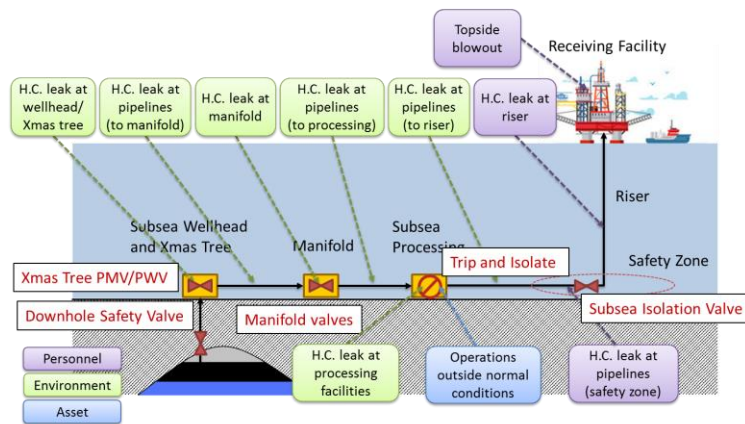 Topside
blowout
Receiving Facility
H.C. leak at
wellhead/
Xmas tree
H.C. leak at
pipelines
(to manifold)
H.C. leak at
manifold
H.C. leak at
pipelines
(to processing)
H.C. leak at
pipelines
(to riser)
H.C. leak at
riser
Riser
Subsea Wellhead
and Xmas Tree
Manifold
Subsea
Processing
Safety Zone
Xmas Tree PMV/PWV
Trip and Isolate
Downhole Safety Valve
Manifold valves
Subsea Isolation Valve
Personnel
Environment
Asset
H.C. leak at
processing
facilities
Operations
outside normal
conditions
H.C. leak at
pipelines
(safety zone)